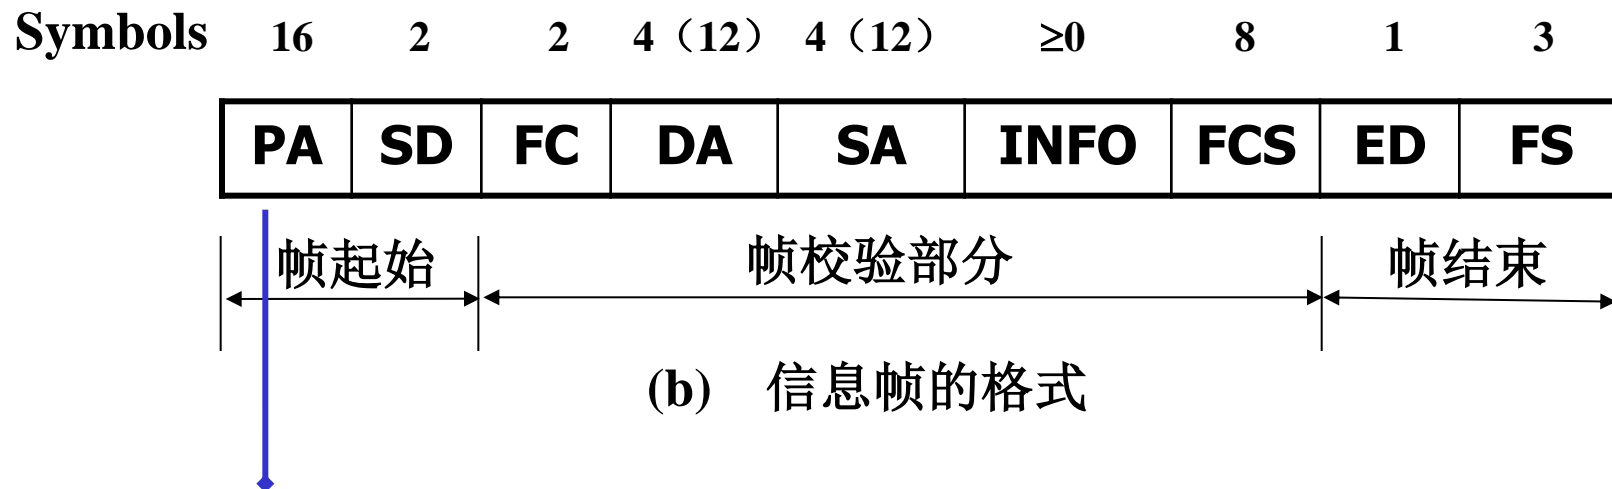 Symbols 16 2 2 4（12） 4（12） ≥0 8 1 3
PA SD FC DA SA INFO FCS ED FS
帧起始 帧校验部分 帧结束
(b) 信息帧的格式